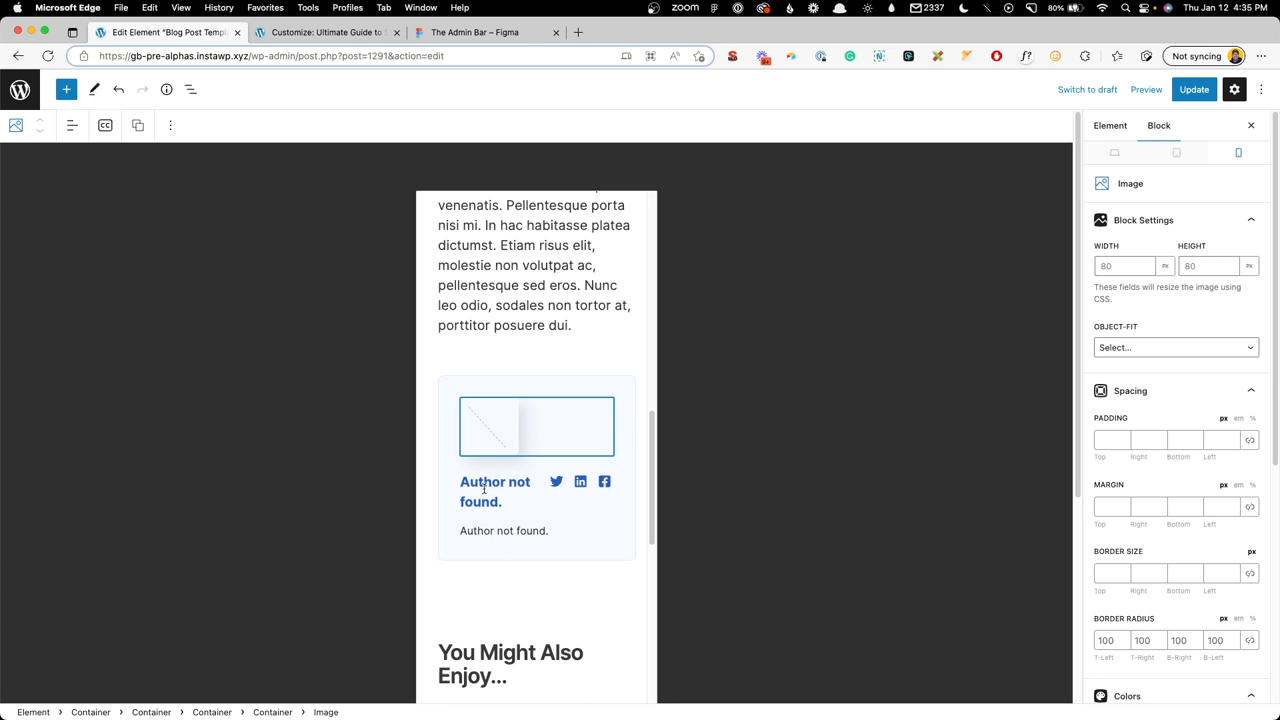 Microsoft Edge File Edit View History Favorites Tools Profiles Tab Window Help zoom 2337 80% Thu Jan 12 4:35 PM
Edit Element “Blog Post Templ Customize: Ultimate Guide to S The Admin Bar – Figma
https://gb-pre-alphas.instawp.xyz/wp-admin/post.php?post=1291&action=edit
Not syncing
Switch to draft Preview Update
CC
Element Block
Image
Block Settings
WIDTH HEIGHT
80 PX 80 PX
These fields will resize the image using
CSS.
OBJECT-FIT
Select...
Spacing
PADDING px em %
Top Right Bottom Left
MARGIN px em %
Top Right Bottom Left
BORDER SIZE px
Top Right Bottom Left
BORDER RADIUS px em %
100 100 100 100
T-Left T-Right B-Right B-Left
Colors
venenatis. Pellentesque porta
nisi mi. In hac habitasse platea
dictumst. Etiam risus elit,
molestie non volutpat ac,
pellentesque sed eros. Nunc
leo odio, sodales non tortor at,
porttitor posuere dui.
Author not
found.
Author not found.
You Might Also
Enjoy...
Element > Container > Container > Container > Container > Image